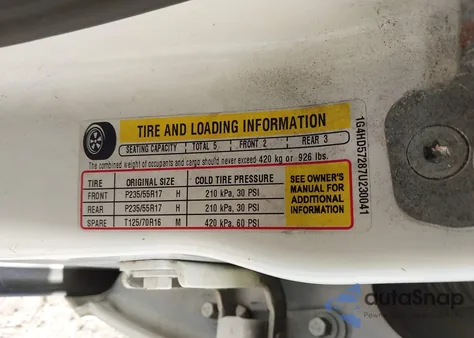 TIRE AND LOADING INFORMATION
SEATING CAPACITY TOTAL 5 FRONT 2 REAR 3
The combined weight of occupants and cargo should never exceed 420 kg or 926 lbs.
TIRE ORIGINAL SIZE COLD TIRE PRESSURE
FRONT P235/55R17 H 210 kPa, 30 PSI
REAR P235/55R17 H 210 kPa, 30 PSI
SPARE T125/70R16 M 420 kPa, 60 PSI
SEE OWNER'S
MANUAL FOR
ADDITIONAL
INFORMATION
1G4HD57287U230041
autoSnap